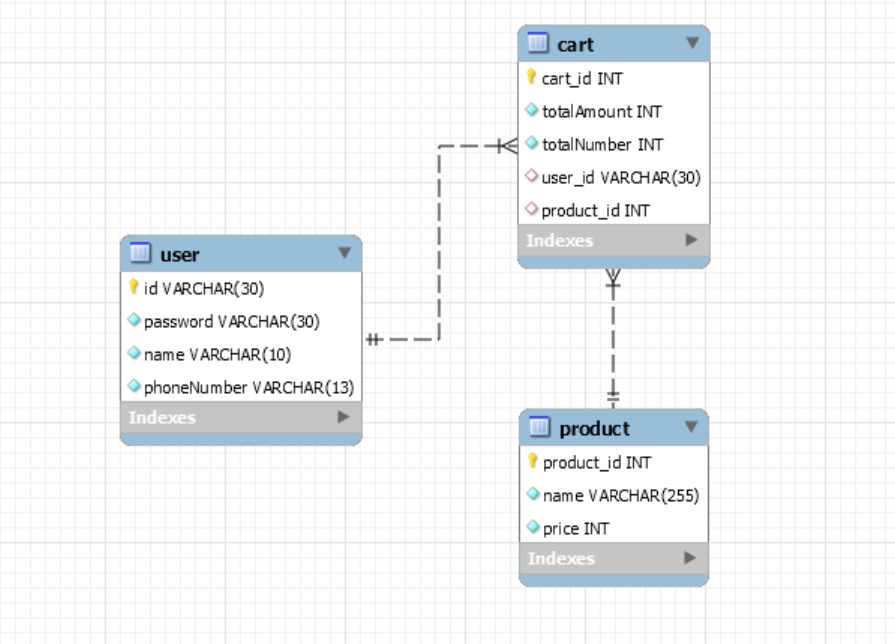 cart
cart_id INT
totalAmount INT
totalNumber INT
user_id VARCHAR(30)
product_id INT
Indexes
user
id VARCHAR(30)
password VARCHAR(30)
name VARCHAR(10)
phoneNumber VARCHAR(13)
Indexes
product
product_id INT
name VARCHAR(255)
price INT
Indexes